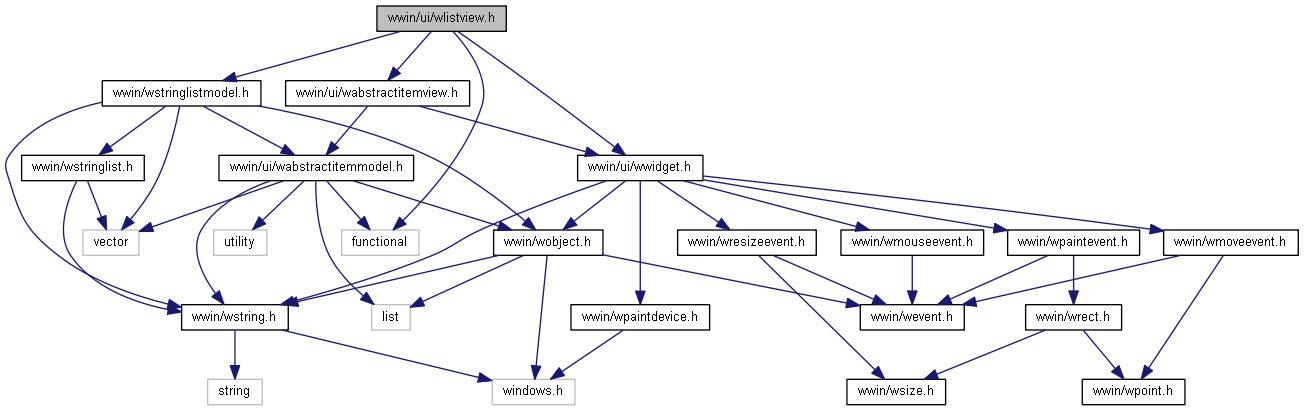 wwin/ui/wlistview.h
wwin/wstringlistmodel.h
wwin/ui/wabstractitemview.h
wwin/wstringlist.h
wwin/ui/wabstractitemmodel.h
wwin/ui/wwidget.h
vector
utility
functional
wwin/wobject.h
wwin/wresizeevent.h
wwin/wmouseevent.h
wwin/wpaintevent.h
wwin/wmoveevent.h
wwin/wstring.h
list
wwin/wpaintdevice.h
wwin/wevent.h
wwin/wrect.h
string
windows.h
wwin/wsize.h
wwin/wpoint.h